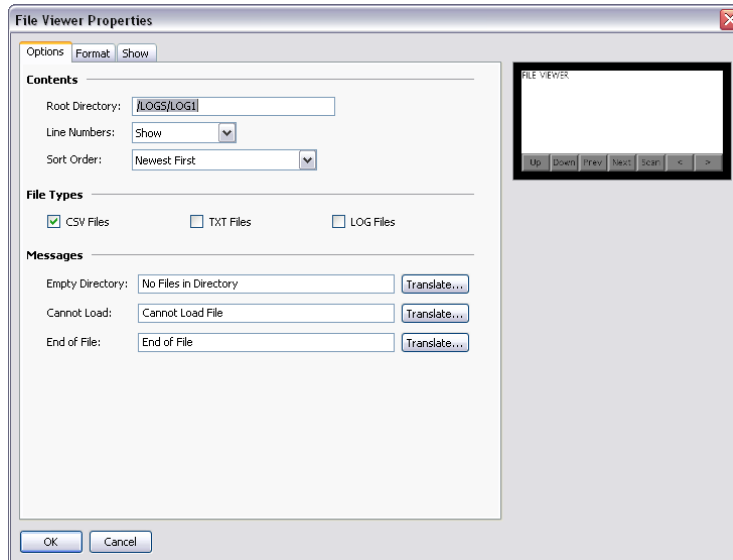 File Viewer Properties
Options Format Show
Contents
Root Directory: /LOGS/LOG1
Line Numbers: Show
Sort Order: Newest First
File Types
CSV Files TXT Files LOG Files
Messages
Empty Directory: No Files in Directory Translate...
Cannot Load: Cannot Load File Translate...
End of File: End of File Translate...
OK Cancel
FILE VIEWER
Up Down Prev Next Scan < >